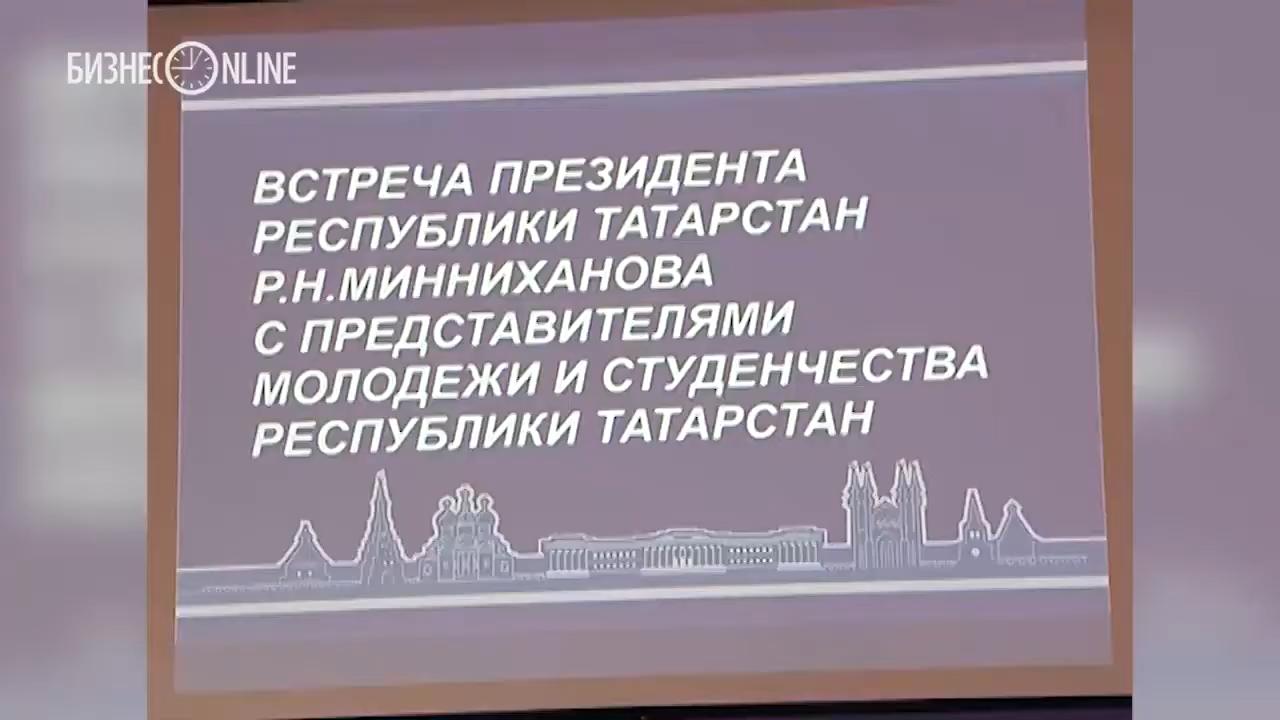 БИЗНЕС ONLINE
ВСТРЕЧА ПРЕЗИДЕНТА
РЕСПУБЛИКИ ТАТАРСТАН
Р.Н.МИННИХАНОВА
С ПРЕДСТАВИТЕЛЯМИ
МОЛОДЕЖИ И СТУДЕНЧЕСТВА
РЕСПУБЛИКИ ТАТАРСТАН